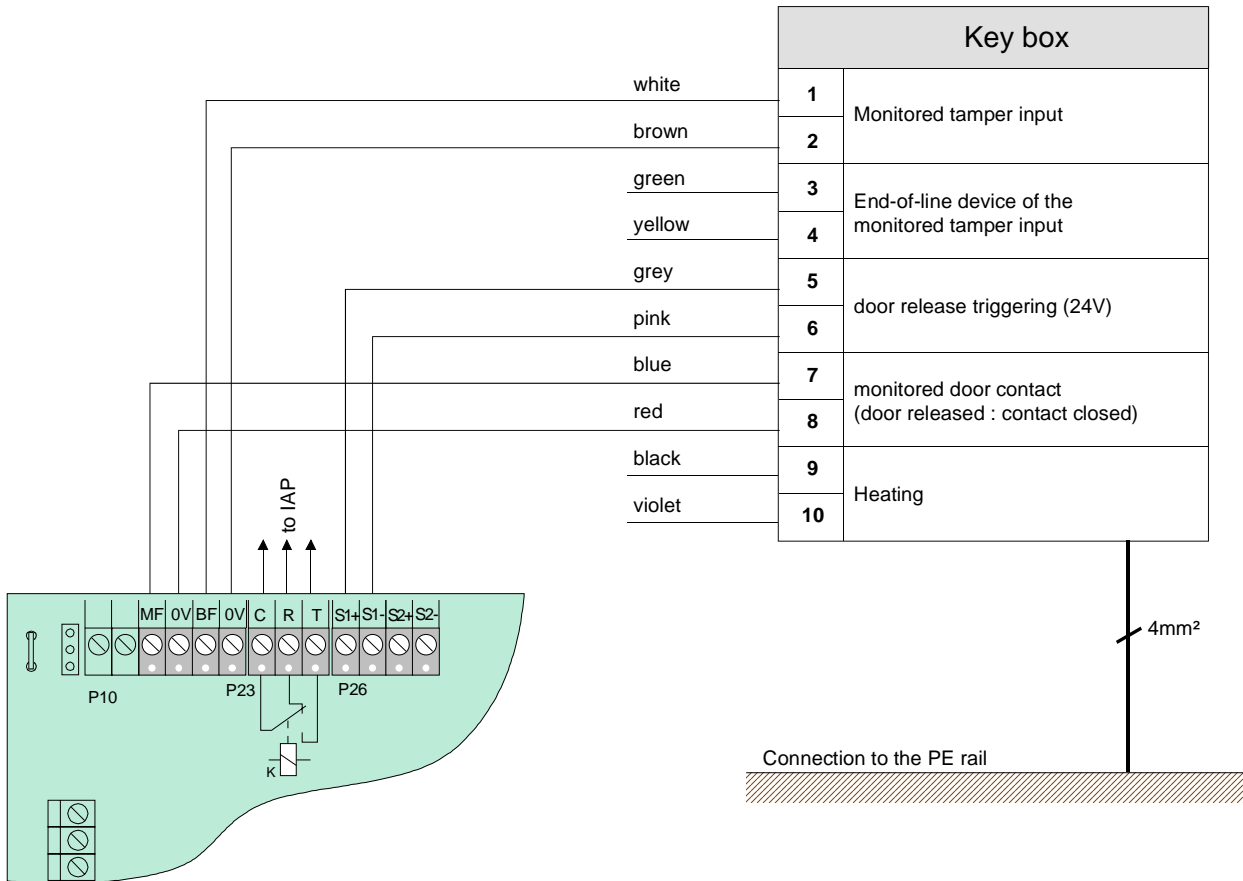 Key box
white
1
Monitored tamper input
brown
2
green
3
End-of-line device of the
monitored tamper input
yellow
4
grey
5
door release triggering (24V)
pink
6
blue
7
monitored door contact
(door released : contact closed)
red
8
black
9
Heating
violet
10
to IAP
MF 0V BF 0V C R T S1+ S1- S2+ S2-
P10 P23 P26
K
4mm²
Connection to the PE rail